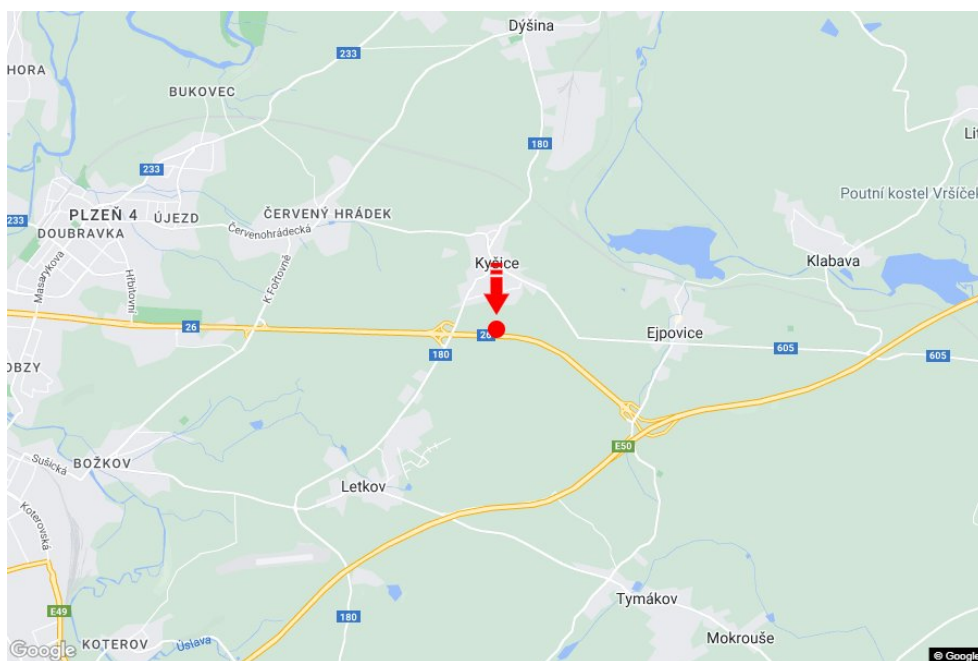 Dýšina
233
HORA
BUKOVEC
180
Lit
233
Poutní kostel Vršíček
233
PLZEŇ 4
ÚJEZD
ČERVENÝ HRÁDEK
DOUBRAVKA
Červenohrádecká
Masarykova
Hřbitovní
K Fořtovně
Kyšice
Klabava
26
26
Ejpovice
180
605
605
OBZY
E50
Sušická
BOŽKOV
Letkov
Koterovská
Tymákov
E49
180
Mokrouše
KOTEROV
Úslava
Google
© Google